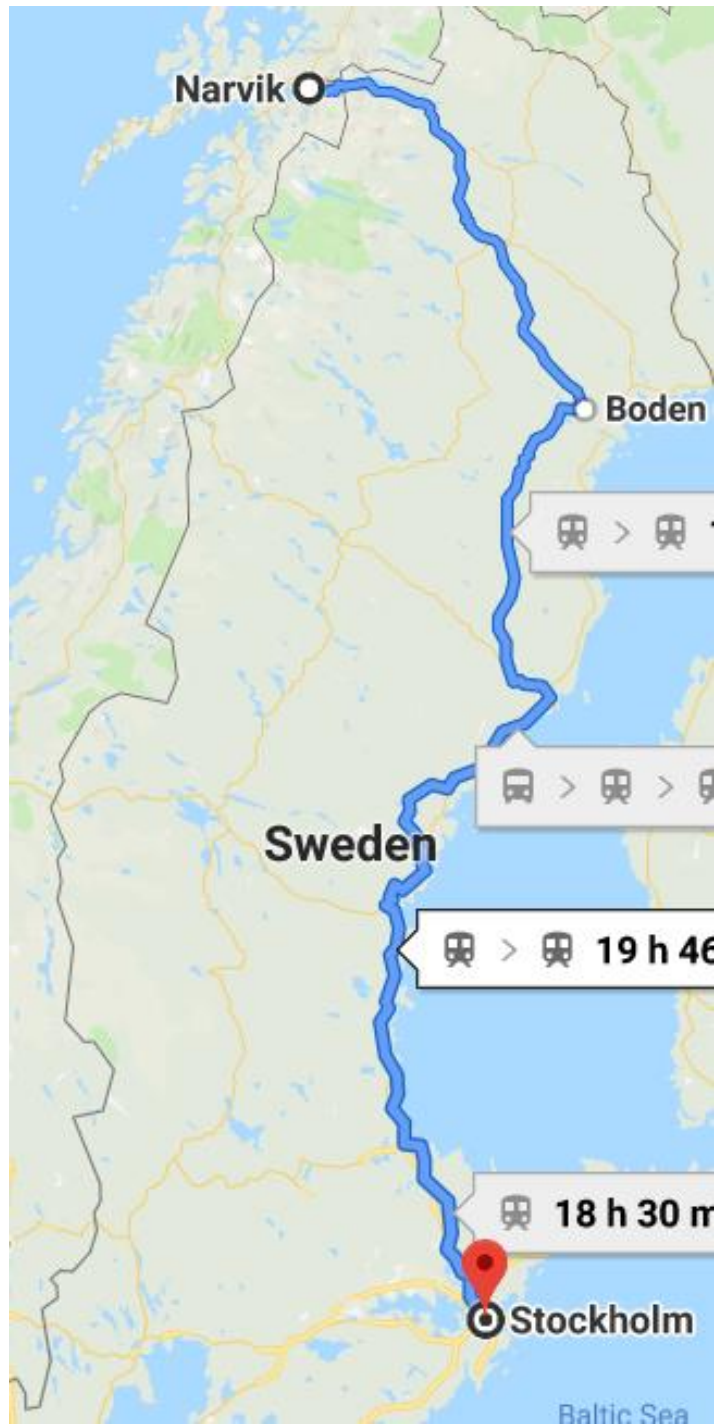 Narvik
Boden
>
> >
Sweden
> 19 h 46
18 h 30 m
Stockholm
Baltic Sea